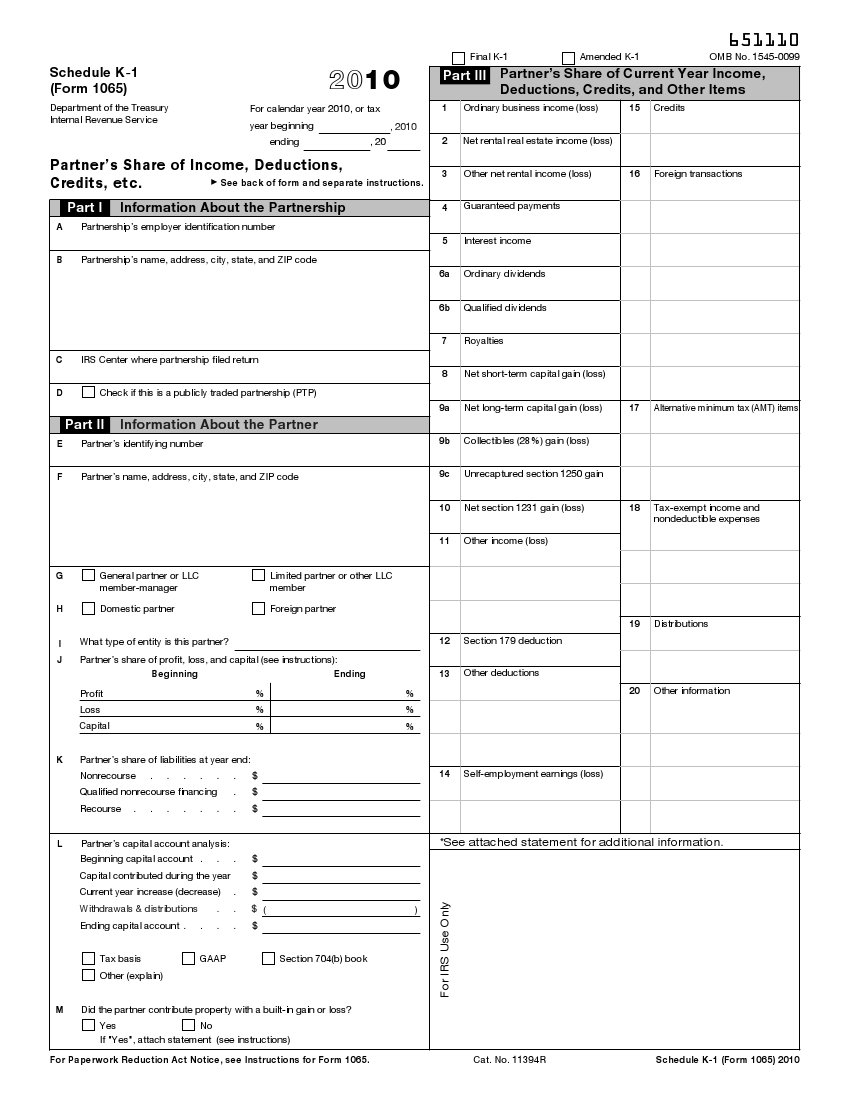 651110
Final K-1
Amended K-1
OMB No. 1545-0099
Schedule K-1
(Form 1065)
2010
Department of the Treasury
Internal Revenue Service
For calendar year 2010, or tax
year beginning , 2010
ending , 20
Partner's Share of Income, Deductions,
Credits, etc.
► See back of form and separate instructions.
Part I Information About the Partnership
A Partnership's employer identification number
B Partnership's name, address, city, state, and ZIP code
C IRS Center where partnership filed return
D Check if this is a publicly traded partnership (PTP)
Part II Information About the Partner
E Partner's identifying number
F Partner's name, address, city, state, and ZIP code
G General partner or LLC
member-manager
Limited partner or other LLC
member
H Domestic partner
Foreign partner
I What type of entity is this partner?
J Partner's share of profit, loss, and capital (see instructions):
Beginning Ending
Profit % %
Loss % %
Capital % %
K Partner's share of liabilities at year end:
Nonrecourse . . . . . . $
Qualified nonrecourse financing . $
Recourse . . . . . . . $
L Partner's capital account analysis:
Beginning capital account . . . $
Capital contributed during the year $
Current year increase (decrease) . $
Withdrawals & distributions . . $ ( )
Ending capital account . . . . $
Tax basis
GAAP
Section 704(b) book
Other (explain)
M Did the partner contribute property with a built-in gain or loss?
Yes
No
If "Yes", attach statement (see instructions)
Part III Partner's Share of Current Year Income,
Deductions, Credits, and Other Items
1 Ordinary business income (loss)
2 Net rental real estate income (loss)
3 Other net rental income (loss)
4 Guaranteed payments
5 Interest income
6a Ordinary dividends
6b Qualified dividends
7 Royalties
8 Net short-term capital gain (loss)
9a Net long-term capital gain (loss)
9b Collectibles (28%) gain (loss)
9c Unrecaptured section 1250 gain
10 Net section 1231 gain (loss)
11 Other income (loss)
12 Section 179 deduction
13 Other deductions
14 Self-employment earnings (loss)
15 Credits
16 Foreign transactions
17 Alternative minimum tax (AMT) items
18 Tax-exempt income and
nondeductible expenses
19 Distributions
20 Other information
*See attached statement for additional information.
For IRS Use Only
For Paperwork Reduction Act Notice, see Instructions for Form 1065.
Cat. No. 11394R
Schedule K-1 (Form 1065) 2010